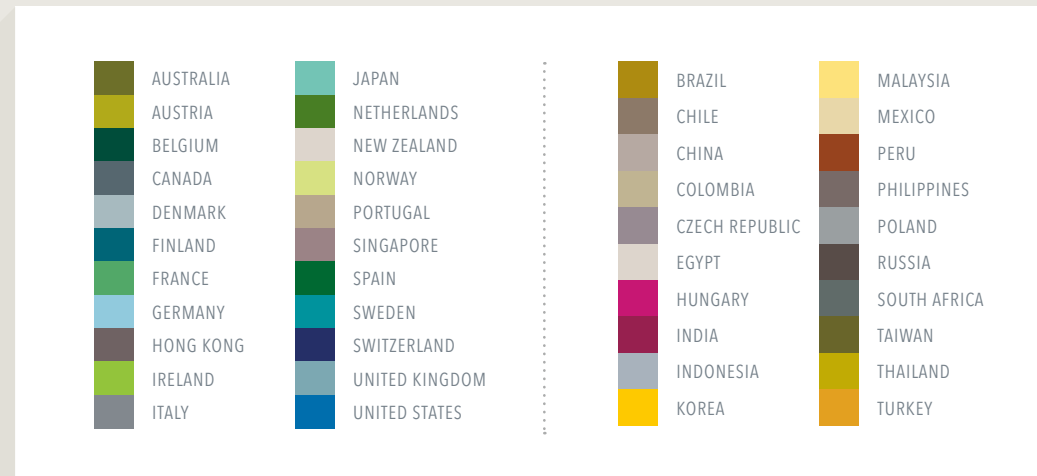 AUSTRALIA
AUSTRIA
BELGIUM
CANADA
DENMARK
FINLAND
FRANCE
GERMANY
HONG KONG
IRELAND
ITALY
JAPAN
NETHERLANDS
NEW ZEALAND
NORWAY
PORTUGAL
SINGAPORE
SPAIN
SWEDEN
SWITZERLAND
UNITED KINGDOM
UNITED STATES
BRAZIL
CHILE
CHINA
COLOMBIA
CZECH REPUBLIC
EGYPT
HUNGARY
INDIA
INDONESIA
KOREA
MALAYSIA
MEXICO
PERU
PHILIPPINES
POLAND
RUSSIA
SOUTH AFRICA
TAIWAN
THAILAND
TURKEY